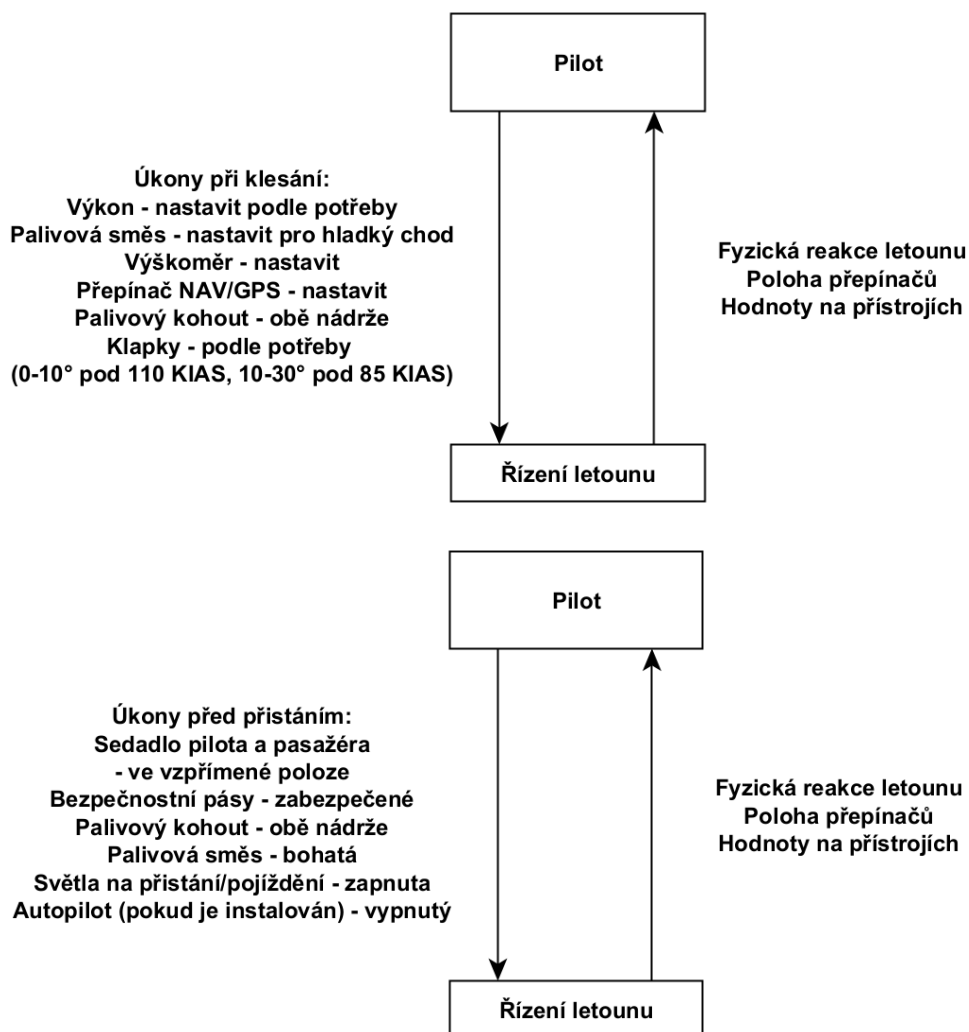 Pilot
Úkony při klesání:
Výkon - nastavit podle potřeby
Palivová směs - nastavit pro hladký chod
Výškoměr - nastavit
Přepínač NAV/GPS - nastavit
Palivový kohout - obě nádrže
Klapky - podle potřeby
(0-10° pod 110 KIAS, 10-30° pod 85 KIAS)
Fyzická reakce letounu
Poloha přepínačů
Hodnoty na přístrojích
Řízení letounu
Pilot
Úkony před přistáním:
Sedadlo pilota a pasažéra
- ve vzpřímené poloze
Bezpečnostní pásy - zabezpečené
Palivový kohout - obě nádrže
Palivová směs - bohatá
Světla na přistání/pojíždění - zapnuta
Autopilot (pokud je instalován) - vypnutý
Fyzická reakce letounu
Poloha přepínačů
Hodnoty na přístrojích
Řízení letounu